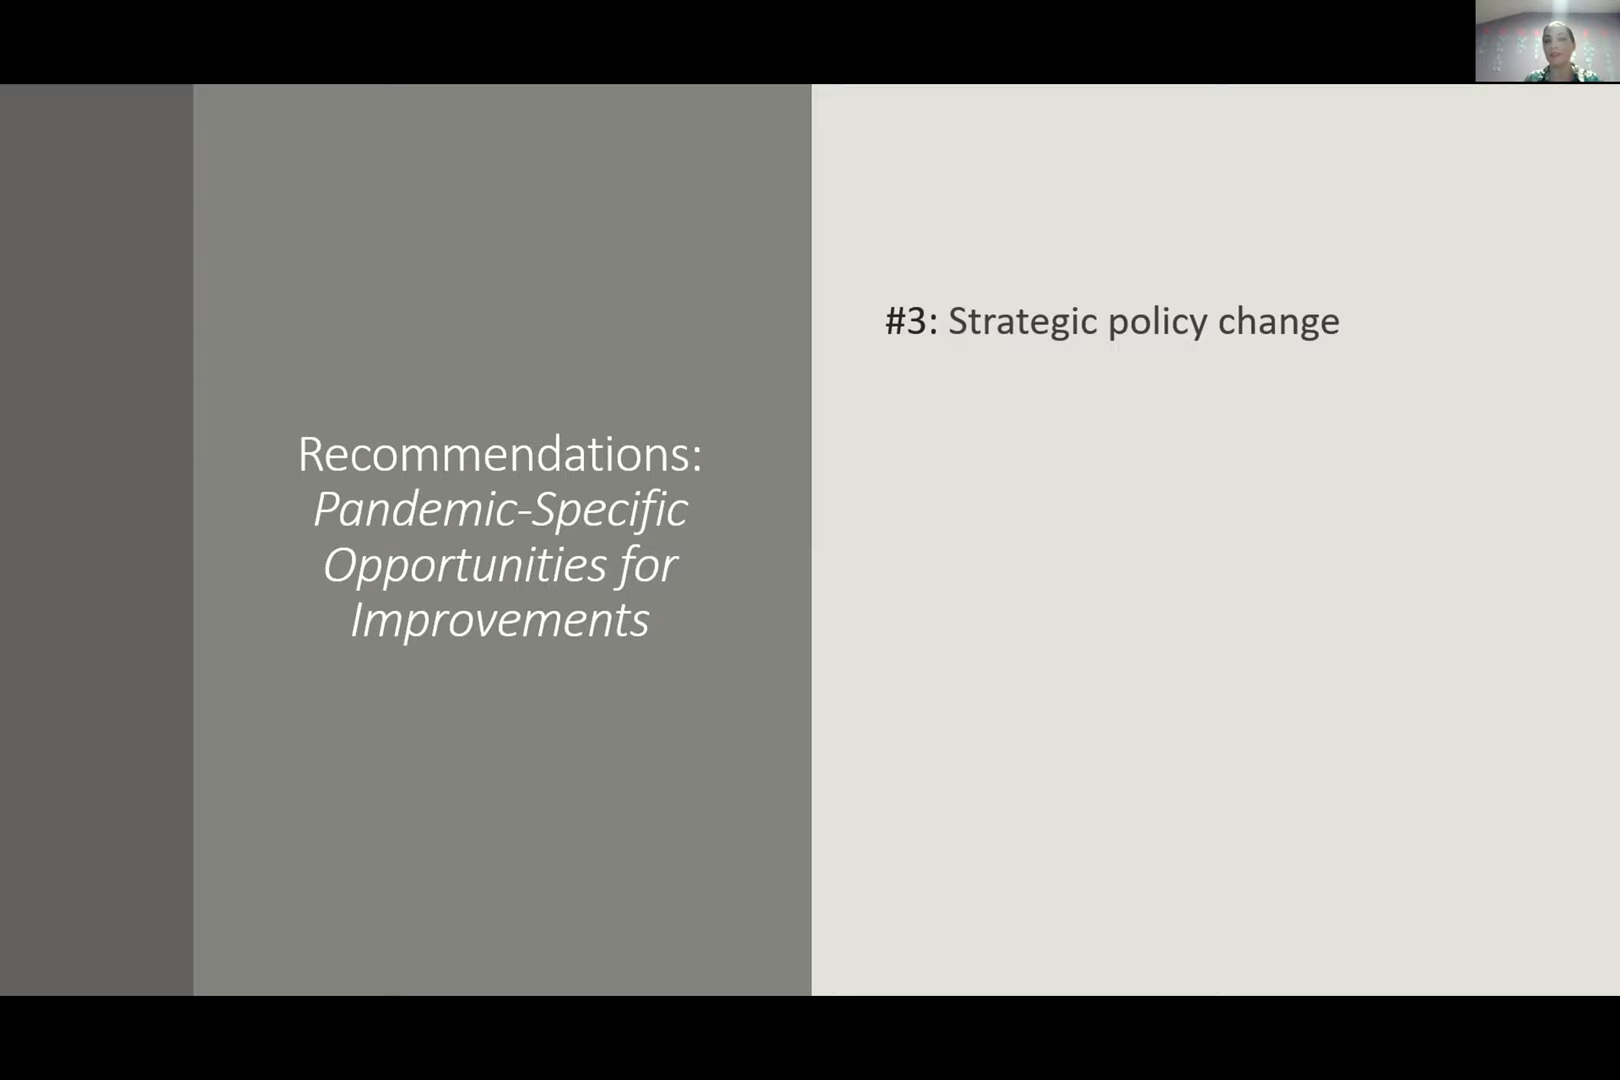 Recommendations:
Pandemic-Specific
Opportunities for
Improvements
#3: Strategic policy change